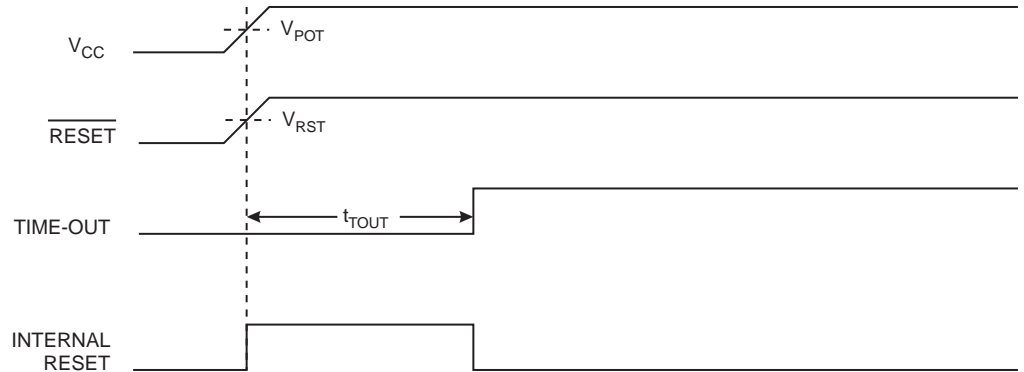 V_CC
V_POT
RESET
V_RST
TIME-OUT
t_TOUT
INTERNAL
RESET